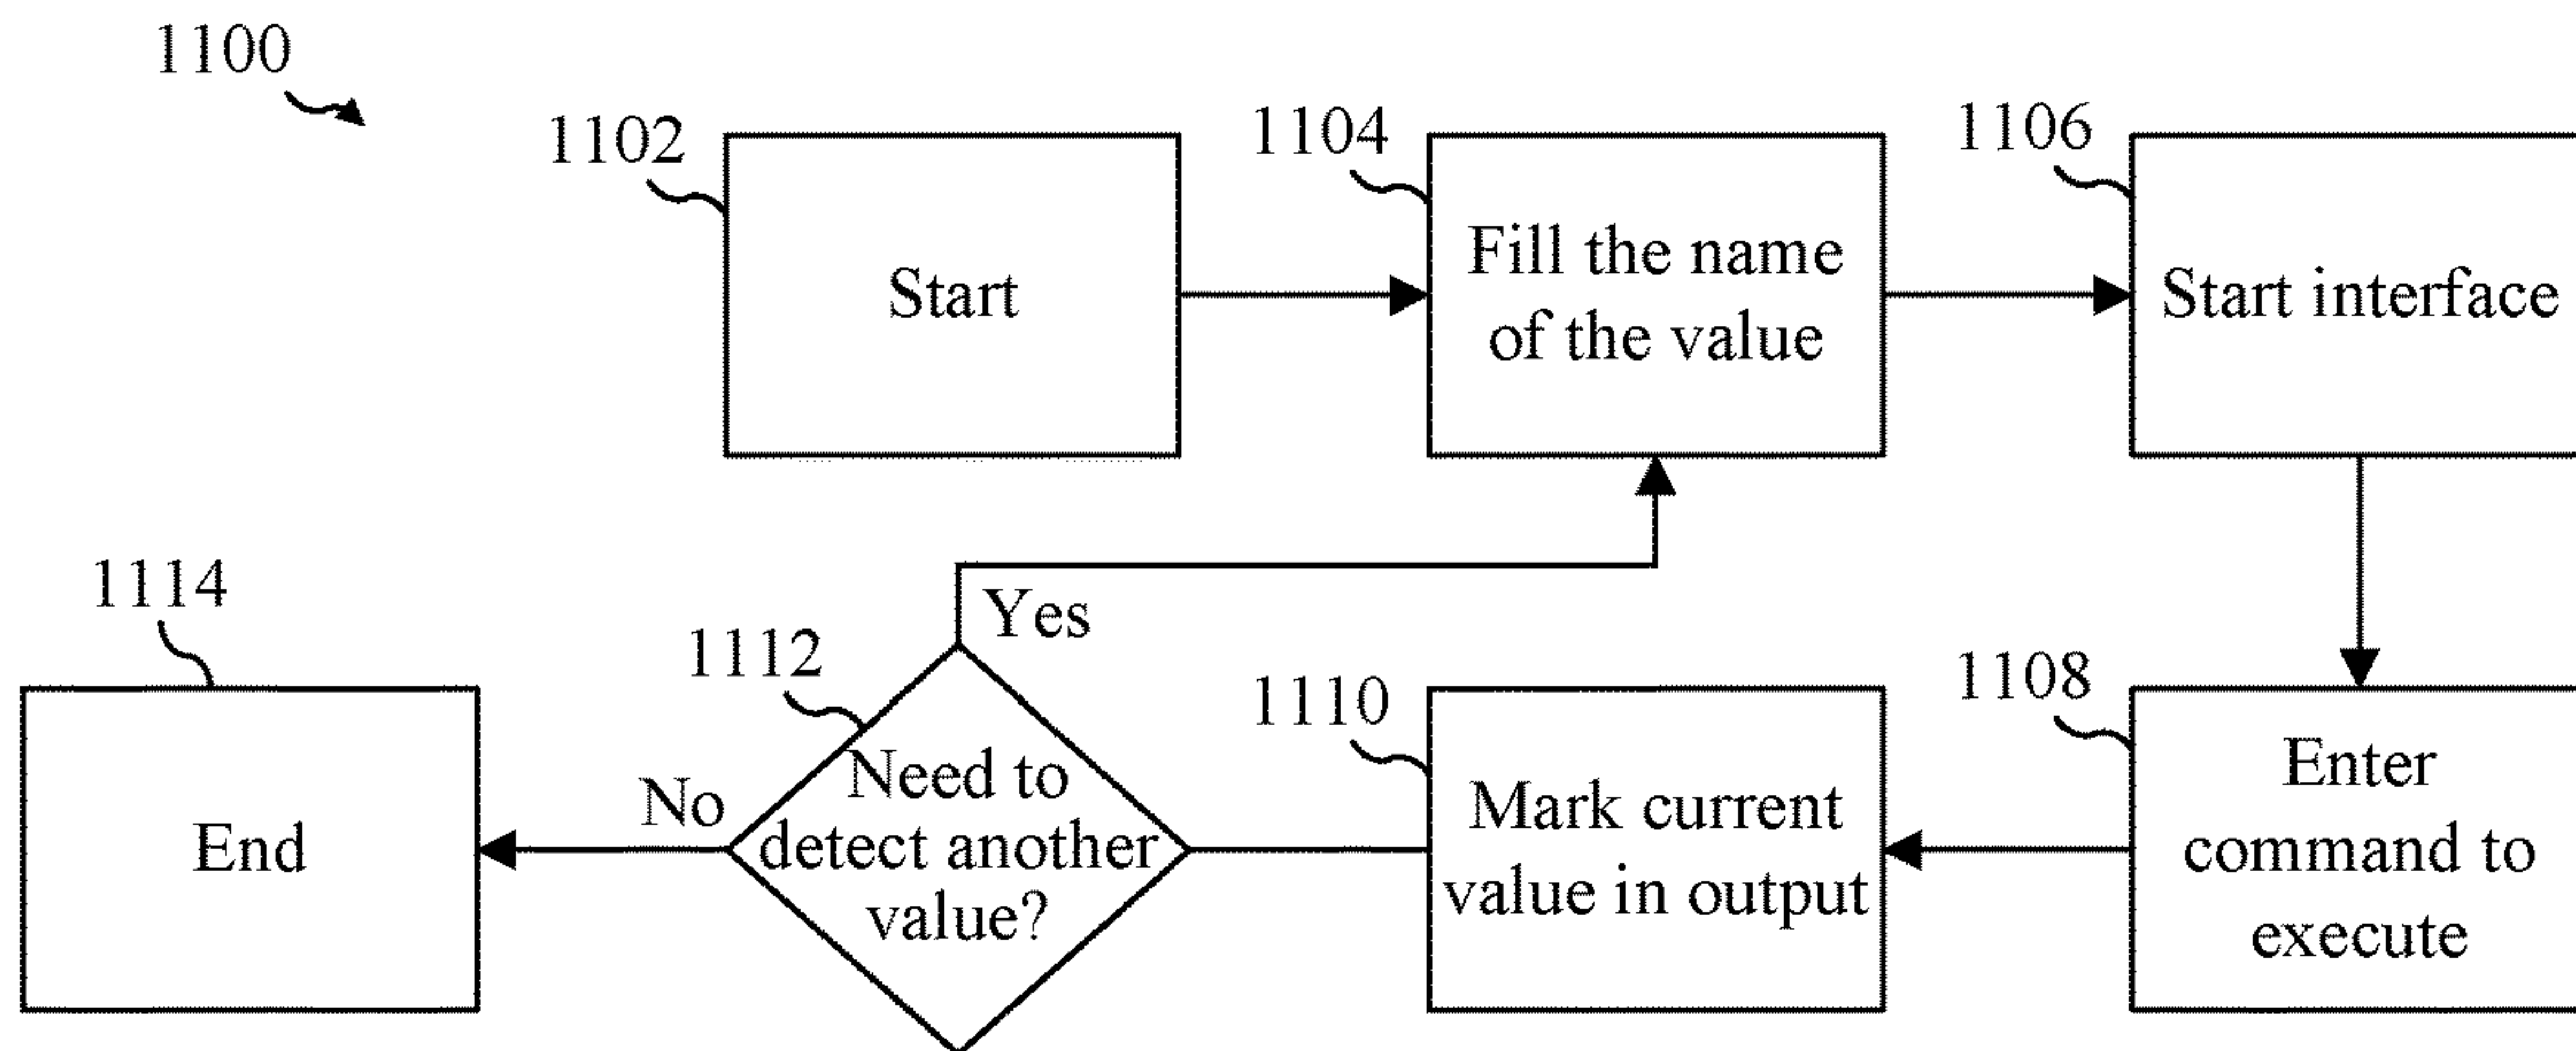 1100
1102
Start
1104
Fill the name
of the value
1106
Start interface
1108
Enter
command to
execute
1110
Mark current
value in output
1112
Need to
detect another
value?
Yes
No
1114
End